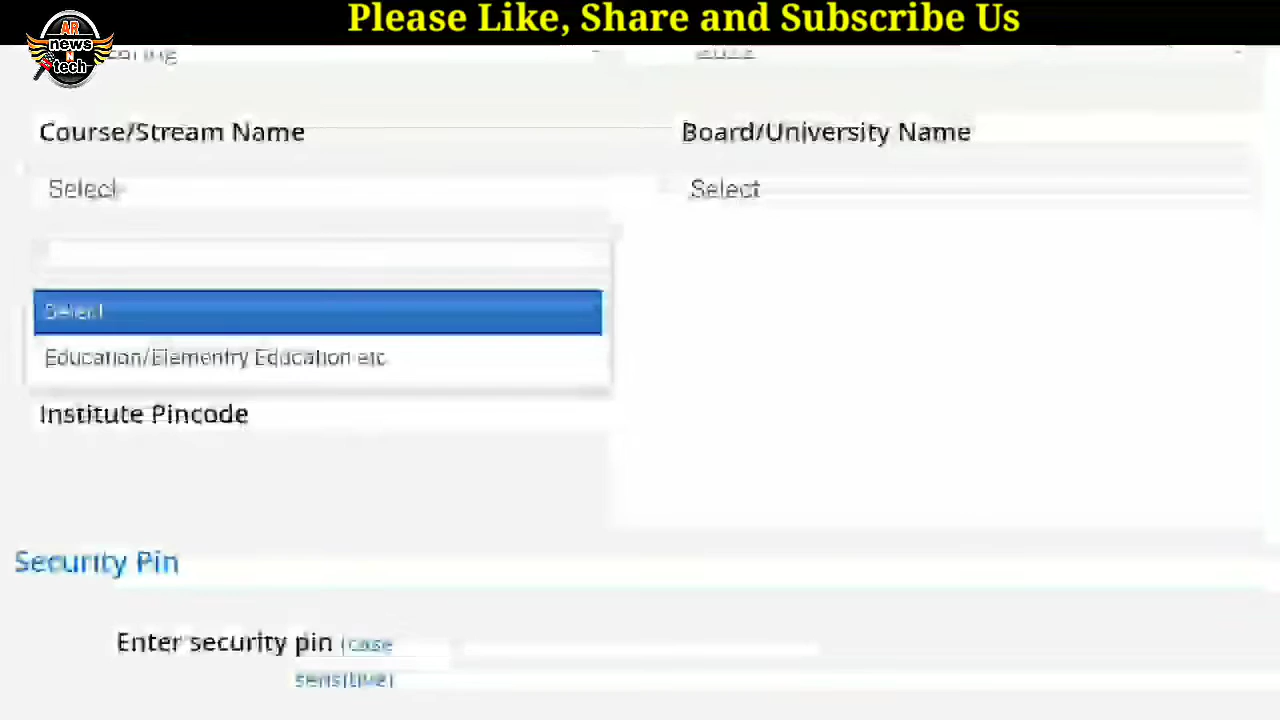 Please Like, Share and Subscribe Us
AR
news
N
tech
Course/Stream Name
Board/University Name
Select
Select
Select
Education/Elementry Education etc
Institute Pincode
Security Pin
Enter security pin (case
sensitive)